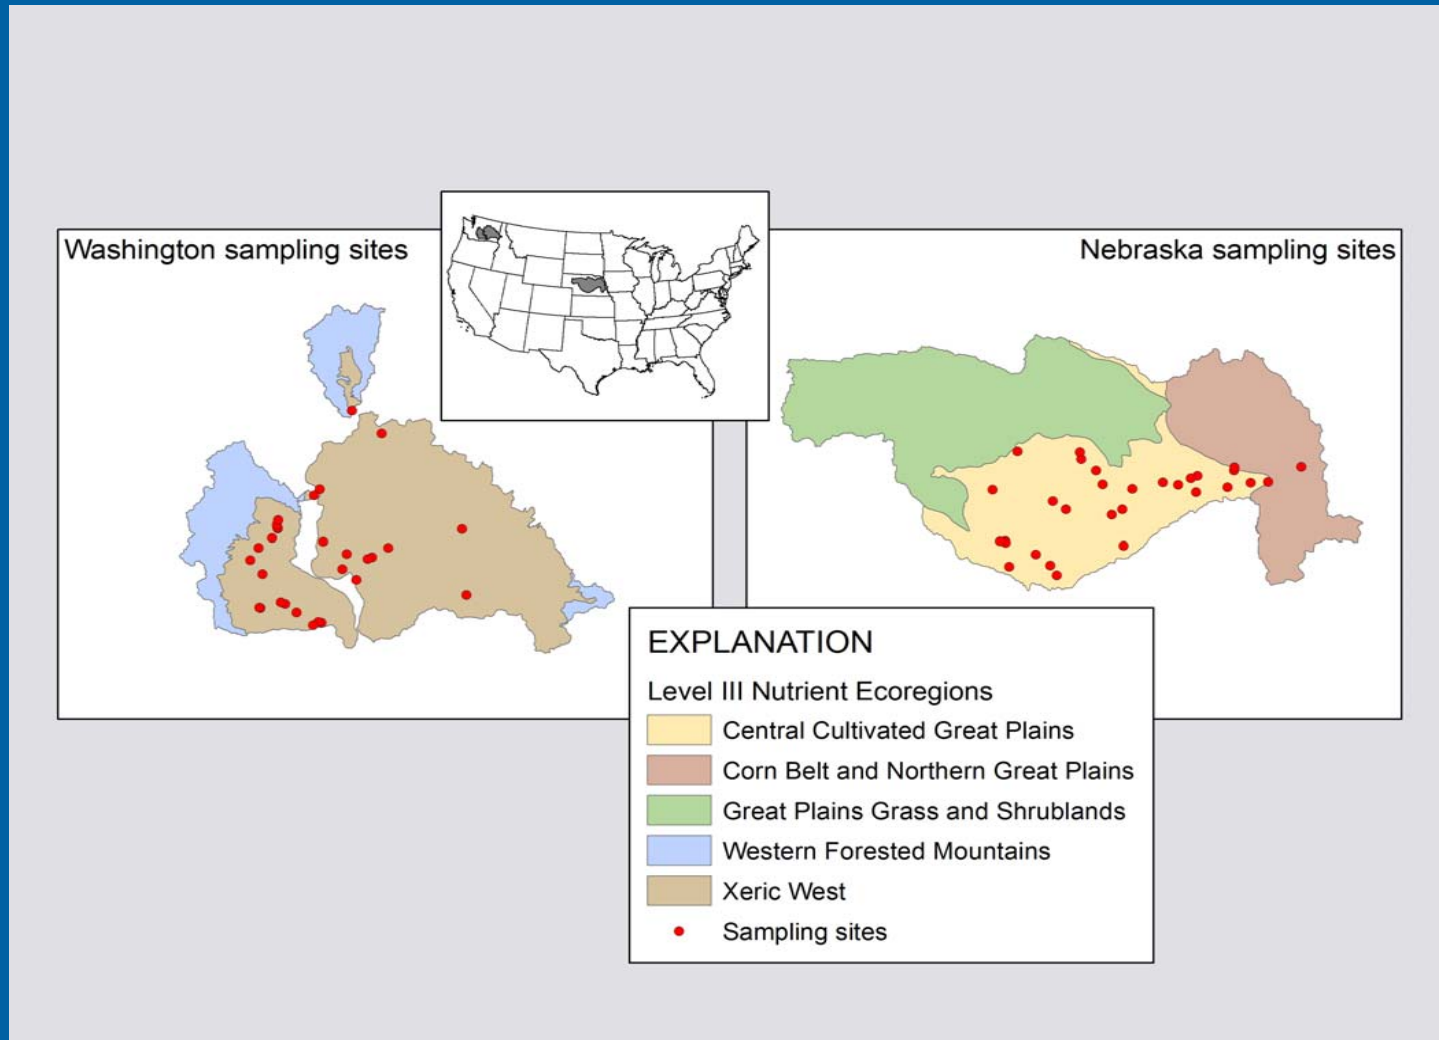 Washington sampling sites
Nebraska sampling sites
EXPLANATION
Level III Nutrient Ecoregions
Central Cultivated Great Plains
Corn Belt and Northern Great Plains
Great Plains Grass and Shrublands
Western Forested Mountains
Xeric West
Sampling sites